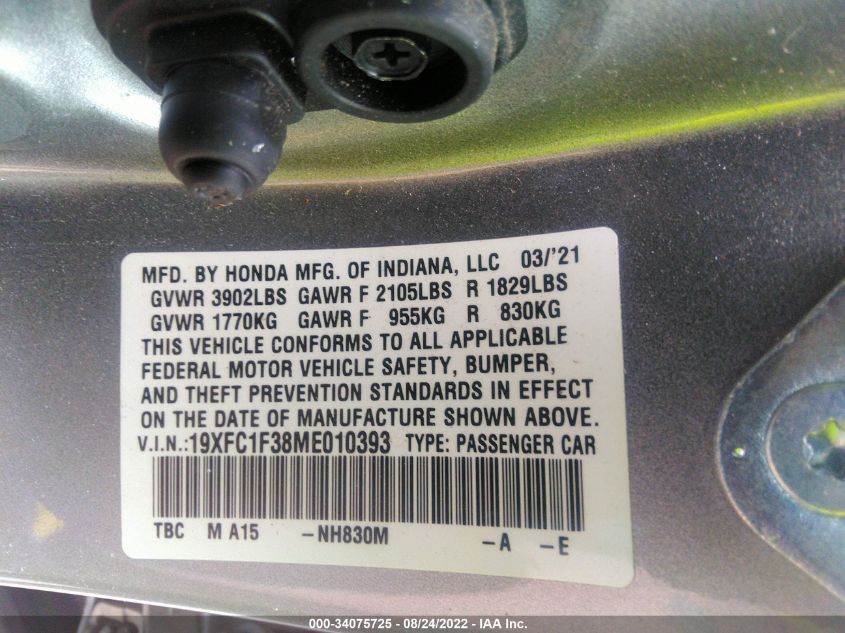 MFD. BY HONDA MFG. OF INDIANA, LLC 03/'21
GVWR 3902LBS GAWR F 2105LBS R 1829LBS
GVWR 1770KG GAWR F 955KG R 830KG
THIS VEHICLE CONFORMS TO ALL APPLICABLE
FEDERAL MOTOR VEHICLE SAFETY, BUMPER,
AND THEFT PREVENTION STANDARDS IN EFFECT
ON THE DATE OF MANUFACTURE SHOWN ABOVE.
V.I.N.:19XFC1F38ME010393 TYPE: PASSENGER CAR
TBC M A15 -NH830M -A -E
000-34075725 - 08/24/2022 - IAA Inc.